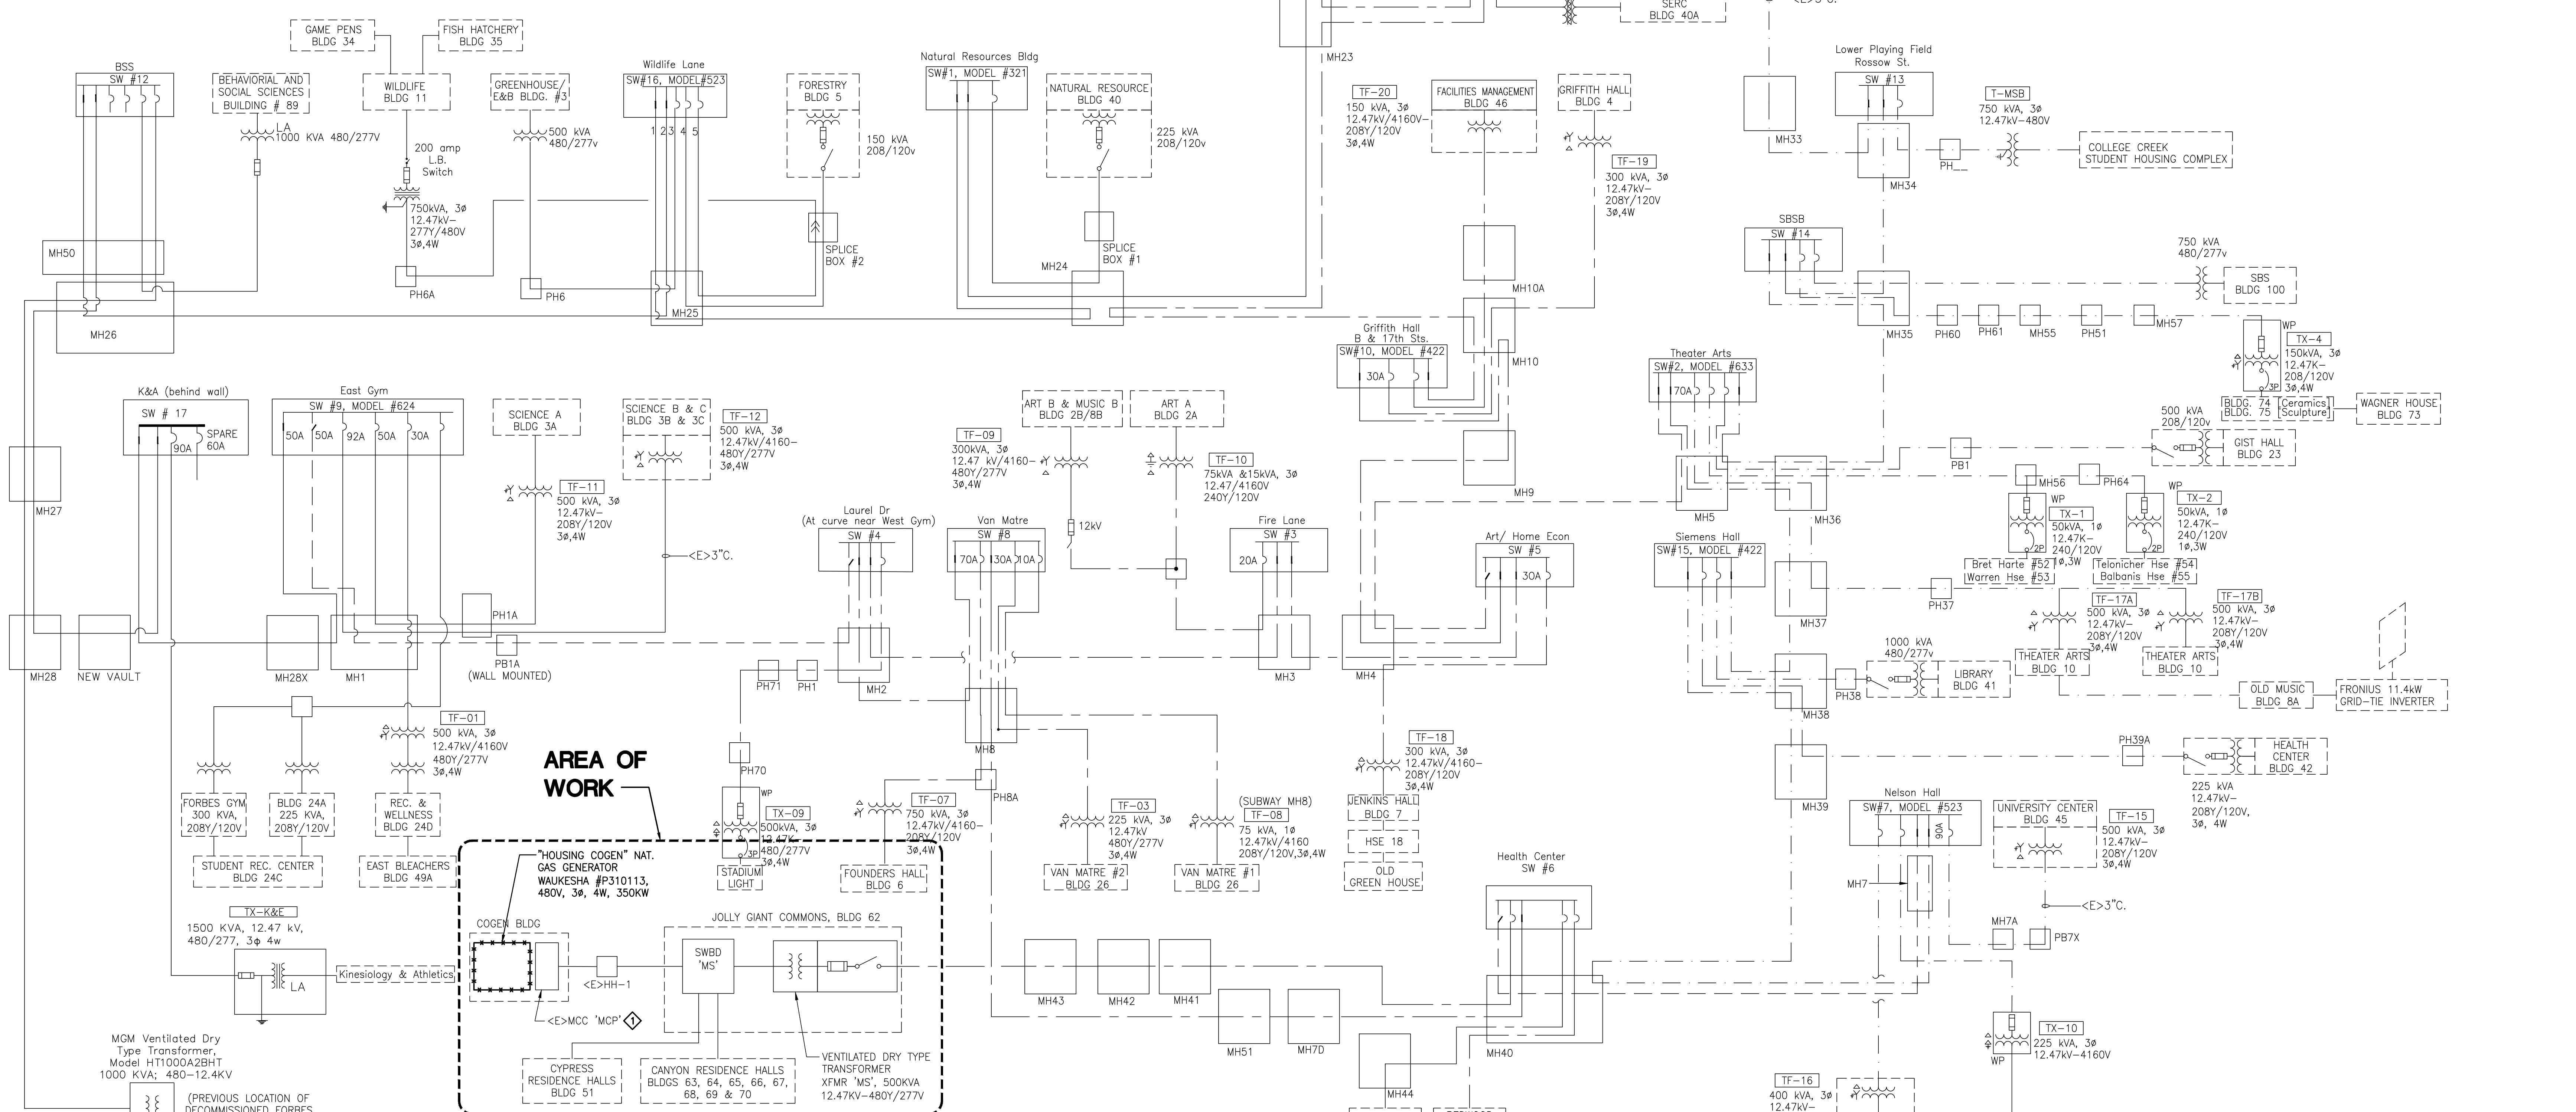 <E>3"C.
SERC
BLDG 40A
MH23
GAME PENS
BLDG 34
FISH HATCHERY
BLDG 35
BSS
SW #12
BEHAVIORIAL AND
SOCIAL SCIENCES
BUILDING # 89
LA
1000 KVA 480/277V
WILDLIFE
BLDG 11
200 amp
L.B.
Switch
750kVA, 3ø
12.47kV-
277Y/480V
3ø,4W
GREENHOUSE/
E&B BLDG. #3
500 kVA
480/277v
Wildlife Lane
SW#16, MODEL#523
1 2 3 4 5
FORESTRY
BLDG 5
150 kVA
208/120v
SPLICE
BOX #2
Natural Resources Bldg
SW#1, MODEL #321
NATURAL RESOURCE
BLDG 40
225 kVA
208/120v
SPLICE
BOX #1
MH50
MH26
PH6A
PH6
MH25
MH24
TF-20
150 kVA, 3ø
12.47kV/4160V-
208Y/120V
3ø,4W
FACILITIES MANAGEMENT
BLDG 46
GRIFFITH HALL
BLDG 4
TF-19
300 kVA, 3ø
12.47kV-
208Y/120V
3ø,4W
MH10A
MH10
Griffith Hall
B & 17th Sts.
SW#10, MODEL #422
30A
MH9
MH33
Lower Playing Field
Rossow St.
SW #13
MH34
PH__
T-MSB
750 kVA, 3ø
12.47kV-480V
COLLEGE CREEK
STUDENT HOUSING COMPLEX
SBSB
SW #14
MH35
PH60
PH61
MH55
PH51
MH57
750 kVA
480/277v
SBS
BLDG 100
WP
TX-4
150kVA, 3ø
12.47K-
208/120V
3ø,4W
3P
BLDG. 74 [Ceramics]
BLDG. 75 [Sculpture]
WAGNER HOUSE
BLDG 73
Theater Arts
SW#2, MODEL #633
70A
MH5
MH36
PB1
500 kVA
208/120v
GIST HALL
BLDG 23
MH56
PH64
WP
TX-1
50kVA, 1ø
12.47K-
240/120V
1ø,3W
2P
WP
TX-2
50kVA, 1ø
12.47K-
240/120V
1ø,3W
2P
Bret Harte #52
Warren Hse #53
Telonicher Hse #54
Balbanis Hse #55
K&A (behind wall)
SW # 17
90A
SPARE
60A
East Gym
SW #9, MODEL #624
50A 50A 92A 50A 30A
SCIENCE A
BLDG 3A
TF-11
500 kVA, 3ø
12.47kV-
208Y/120V
3ø,4W
SCIENCE B & C
BLDG 3B & 3C
TF-12
500 kVA, 3ø
12.47kV/4160-
480Y/277V
3ø,4W
<E>3"C.
MH27
MH28
NEW VAULT
MH28X
MH1
PH1A
PB1A
(WALL MOUNTED)
TF-09
300kVA, 3ø
12.47 kV/4160-
480Y/277V
3ø,4W
ART B & MUSIC B
BLDG 2B/8B
12kV
ART A
BLDG 2A
TF-10
75kVA &15kVA, 3ø
12.47/4160V
240Y/120V
Laurel Dr
(At curve near West Gym)
SW #4
Van Matre
SW #8
70A 30A 10A
Fire Lane
SW #3
20A
Art/ Home Econ
SW #5
30A
Siemens Hall
SW#15, MODEL #422
PH71
PH1
MH2
MH8
MH3
MH4
MH37
PH37
TF-17A
500 kVA, 3ø
12.47kV-
208Y/120V
3ø,4W
THEATER ARTS
BLDG 10
TF-17B
500 kVA, 3ø
12.47kV-
208Y/120V
3ø,4W
THEATER ARTS
BLDG 10
MH38
PH38
1000 kVA
480/277v
LIBRARY
BLDG 41
OLD MUSIC
BLDG 8A
FRONIUS 11.4kW
GRID-TIE INVERTER
MH39
PH39A
HEALTH
CENTER
BLDG 42
225 kVA
12.47kV-
208Y/120V,
3ø, 4W
TF-01
500 kVA, 3ø
12.47kV/4160V
480Y/277V
3ø,4W
FORBES GYM
300 KVA,
208Y/120V
BLDG 24A
225 KVA,
208Y/120V
REC. &
WELLNESS
BLDG 24D
STUDENT REC. CENTER
BLDG 24C
EAST BLEACHERS
BLDG 49A
AREA OF
WORK
PH70
WP
TX-09
500kVA, 3ø
12.47K-
480/277V
3ø,4W
3P
STADIUM
LIGHT
PH8A
TF-07
750 kVA, 3ø
12.47kV/4160-
208Y/120V
3ø,4W
FOUNDERS HALL
BLDG 6
TF-03
225 kVA, 3ø
12.47kV
480Y/277V
3ø,4W
VAN MATRE #2
BLDG 26
(SUBWAY MH8)
TF-08
75 kVA, 1ø
12.47kV/4160
208Y/120V,3ø,4W
VAN MATRE #1
BLDG 26
TF-18
300 kVA, 3ø
12.47kV/4160-
208Y/120V
3ø,4W
JENKINS HALL
BLDG 7
HSE 18
OLD
GREEN HOUSE
Nelson Hall
SW#7, MODEL #523
90A
MH7
UNIVERSITY CENTER
BLDG 45
TF-15
500 kVA, 3ø
12.47kV-
208Y/120V
3ø,4W
<E>3"C.
MH7A
PB7X
Health Center
SW #6
TX-K&E
1500 KVA, 12.47 kV,
480/277, 3ϕ 4w
LA
Kinesiology & Athletics
"HOUSING COGEN" NAT.
GAS GENERATOR
WAUKESHA #P310113,
480V, 3ø, 4W, 350KW
COGEN BLDG
<E>HH-1
<E>MCC 'MCP' 1
JOLLY GIANT COMMONS, BLDG 62
SWBD
'MS'
CYPRESS
RESIDENCE HALLS
BLDG 51
CANYON RESIDENCE HALLS
BLDGS 63, 64, 65, 66, 67,
68, 69 & 70
VENTILATED DRY TYPE
TRANSFORMER
XFMR 'MS', 500KVA
12.47KV-480Y/277V
MH43
MH42
MH41
MH51
MH7D
MH44
MH40
TX-10
225 kVA, 3ø
12.47kV-4160V
WP
TF-16
400 kVA, 3ø
12.47kV-
MGM Ventilated Dry
Type Transformer,
Model HT1000A2BHT
1000 KVA; 480-12.4KV
(PREVIOUS LOCATION OF
DECOMMISSIONED FORBES